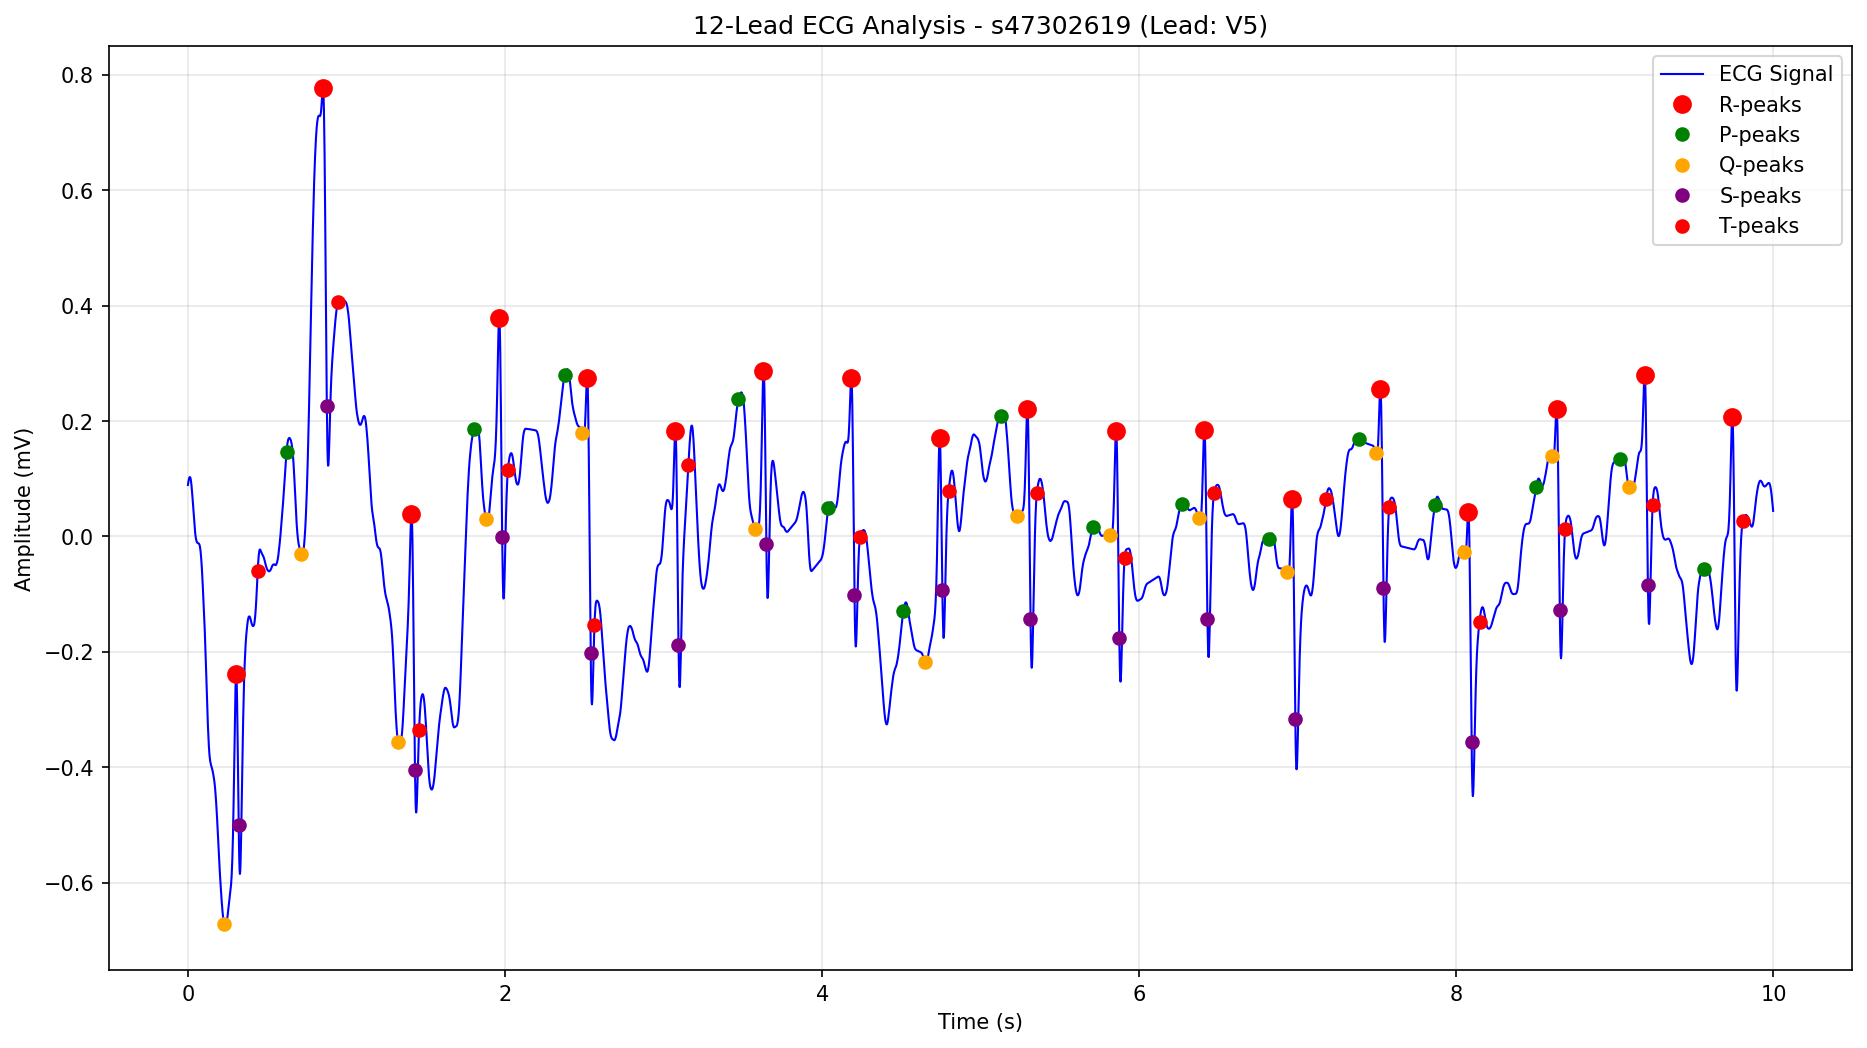 12-Lead ECG Analysis - s47302619 (Lead: V5)
ECG Signal
R-peaks
P-peaks
Q-peaks
S-peaks
T-peaks
Amplitude (mV)
0.8
0.6
0.4
0.2
0.0
−0.2
−0.4
−0.6
0 2 4 6 8 10
Time (s)